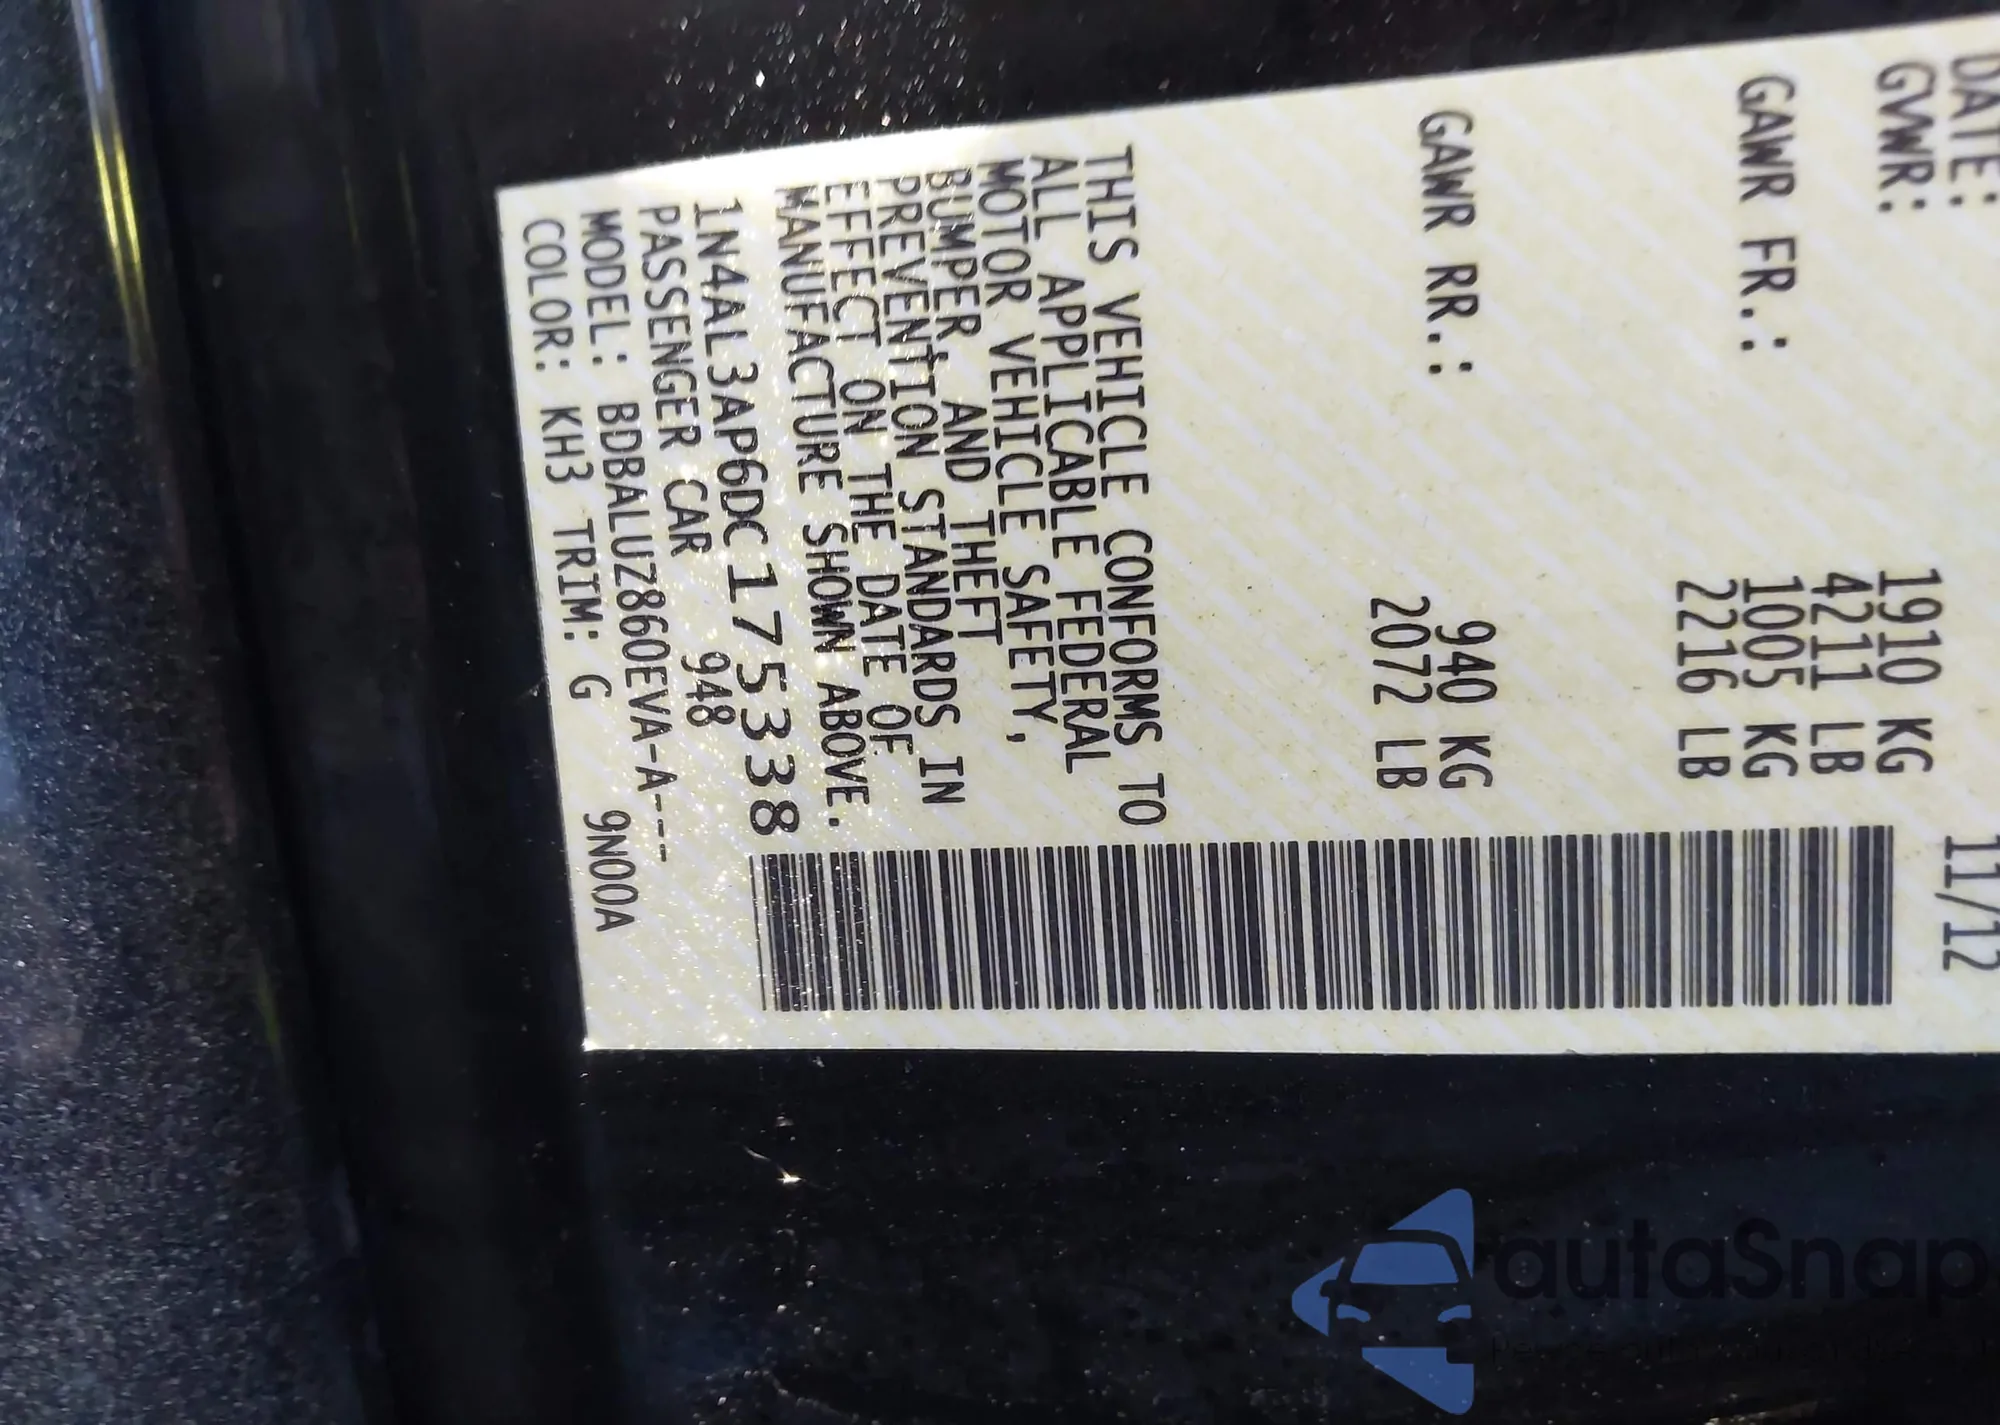 DATE: 11/12
GVWR: 1910 KG
4211 LB
GAWR FR.: 1005 KG
2216 LB
GAWR RR.: 940 KG
2072 LB
THIS VEHICLE CONFORMS TO
ALL APPLICABLE FEDERAL
MOTOR VEHICLE SAFETY,
BUMPER AND THEFT
PREVENTION STANDARDS IN
EFFECT ON THE DATE OF
MANUFACTURE SHOWN ABOVE.
1N4AL3AP6DC175338
PASSENGER CAR 948
MODEL: BDBALUZ860EVA-A----
COLOR: KH3 TRIM: G 9N00A
autoSnap